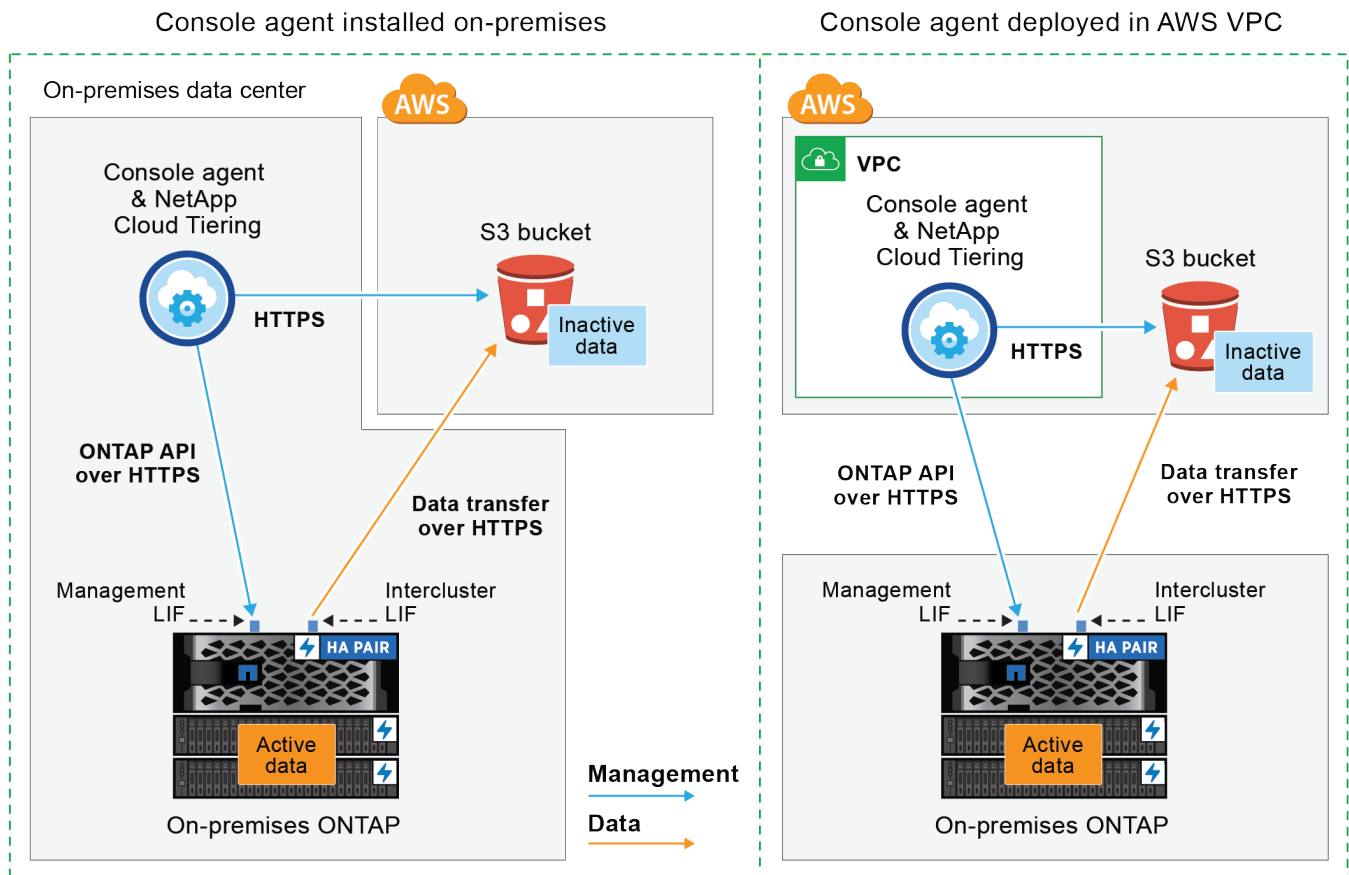 Console agent installed on-premises
On-premises data center
AWS
Console agent
& NetApp
Cloud Tiering
S3 bucket
HTTPS
Inactive
data
ONTAP API
over HTTPS
Data transfer
over HTTPS
Management
LIF
Intercluster
LIF
HA PAIR
Active
data
On-premises ONTAP
Management
Data
Console agent deployed in AWS VPC
AWS
VPC
Console agent
& NetApp
Cloud Tiering
S3 bucket
HTTPS
Inactive
data
ONTAP API
over HTTPS
Data transfer
over HTTPS
Management
LIF
Intercluster
LIF
HA PAIR
Active
data
On-premises ONTAP